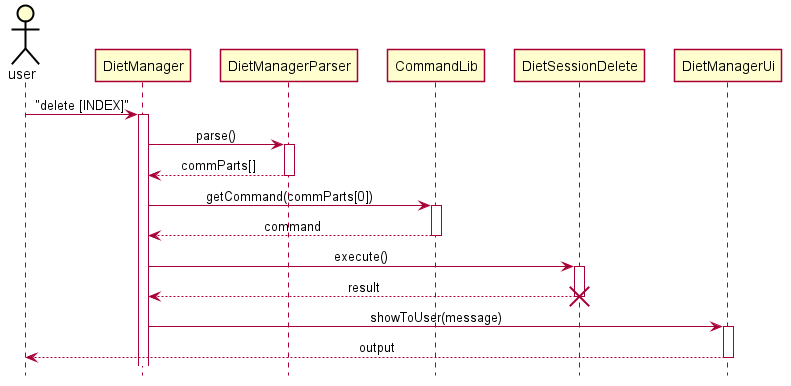 user
DietManager
DietManagerParser
CommandLib
DietSessionDelete
DietManagerUi
"delete [INDEX]"
parse()
commParts[]
getCommand(commParts[0])
command
execute()
result
showToUser(message)
output